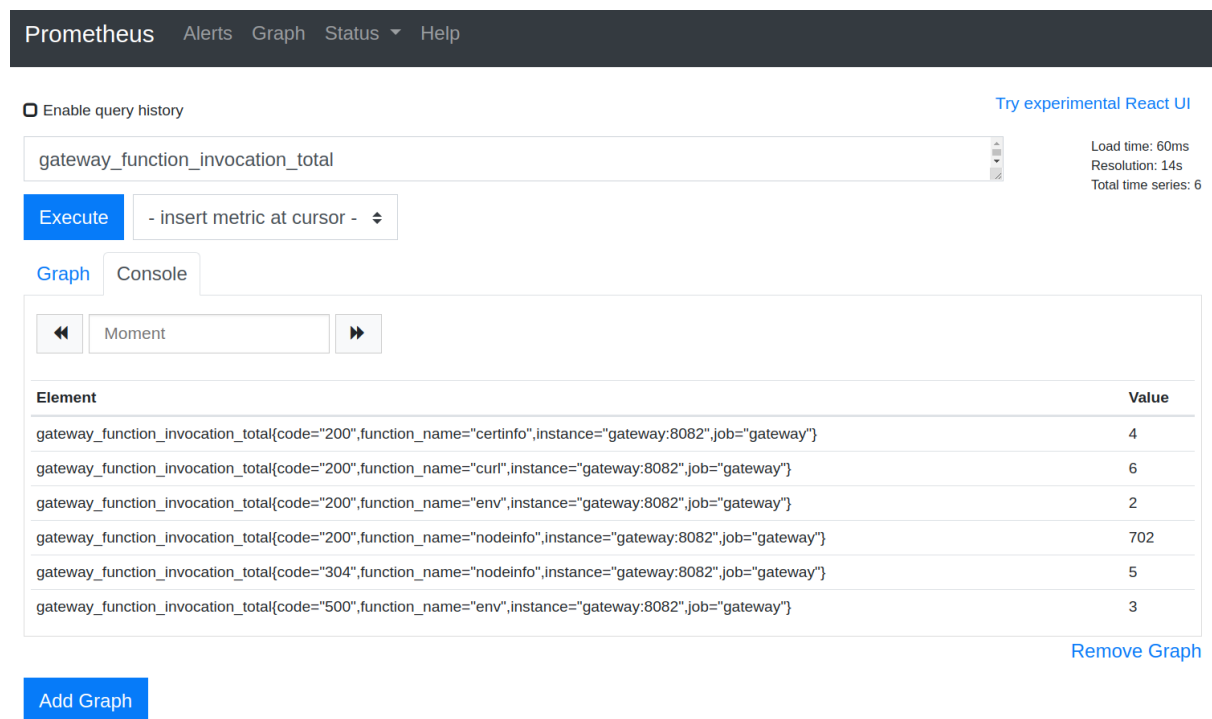 Prometheus Alerts Graph Status Help
Enable query history
Try experimental React UI
gateway_function_invocation_total
Load time: 60ms
Resolution: 14s
Total time series: 6
Execute
- insert metric at cursor -
Graph
Console
Moment
Element Value
gateway_function_invocation_total{code="200",function_name="certinfo",instance="gateway:8082",job="gateway"} 4
gateway_function_invocation_total{code="200",function_name="curl",instance="gateway:8082",job="gateway"} 6
gateway_function_invocation_total{code="200",function_name="env",instance="gateway:8082",job="gateway"} 2
gateway_function_invocation_total{code="200",function_name="nodeinfo",instance="gateway:8082",job="gateway"} 702
gateway_function_invocation_total{code="304",function_name="nodeinfo",instance="gateway:8082",job="gateway"} 5
gateway_function_invocation_total{code="500",function_name="env",instance="gateway:8082",job="gateway"} 3
Remove Graph
Add Graph